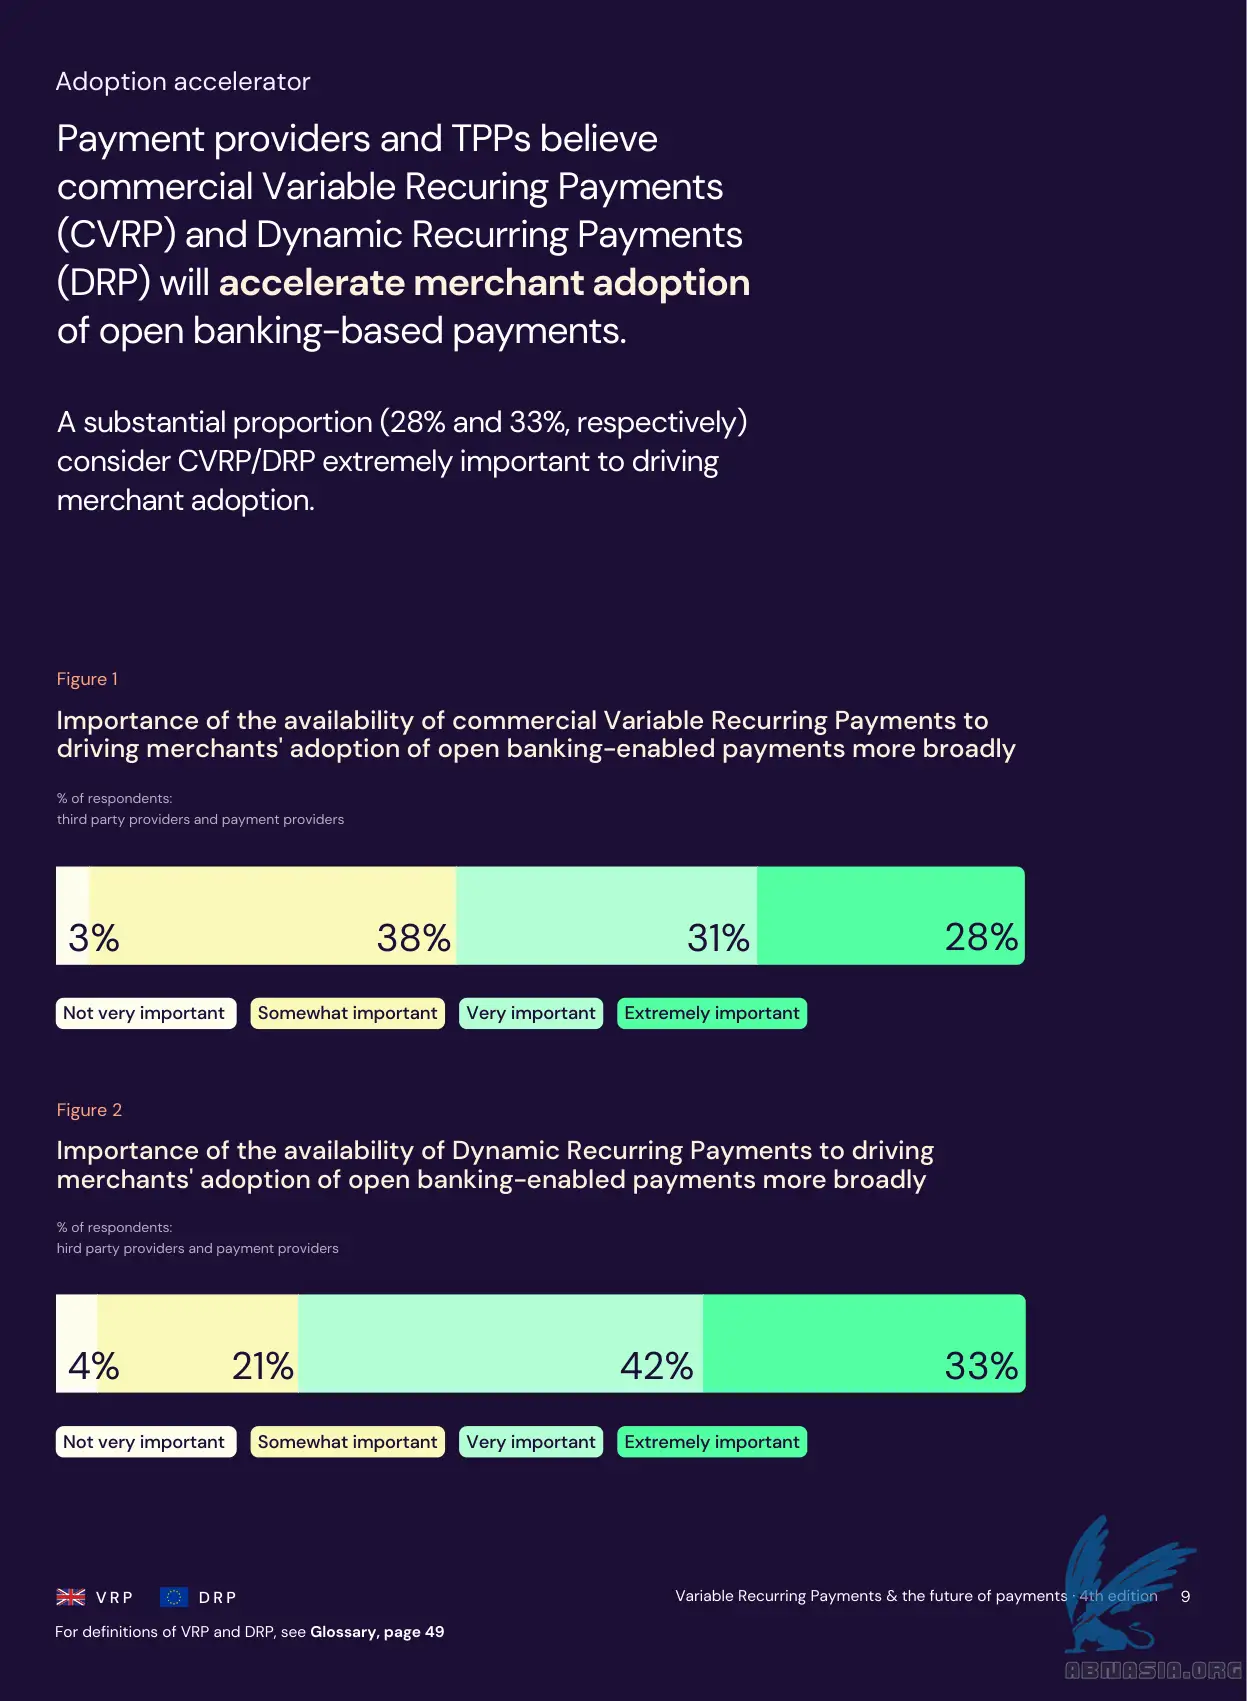 Adoption accelerator
Payment providers and TPPs believe
commercial Variable Recuring Payments
(CVRP) and Dynamic Recurring Payments
(DRP) will accelerate merchant adoption
of open banking-based payments.
A substantial proportion (28% and 33%, respectively)
consider CVRP/DRP extremely important to driving
merchant adoption.
Figure 1
Importance of the availability of commercial Variable Recurring Payments to
driving merchants' adoption of open banking-enabled payments more broadly
% of respondents:
third party providers and payment providers
3% 38% 31% 28%
Not very important Somewhat important Very important Extremely important
Figure 2
Importance of the availability of Dynamic Recurring Payments to driving
merchants' adoption of open banking-enabled payments more broadly
% of respondents:
hird party providers and payment providers
4% 21% 42% 33%
Not very important Somewhat important Very important Extremely important
VRP DRP
Variable Recurring Payments & the future of payments · 4th edition 9
For definitions of VRP and DRP, see Glossary, page 49
ABNASIA.ORG